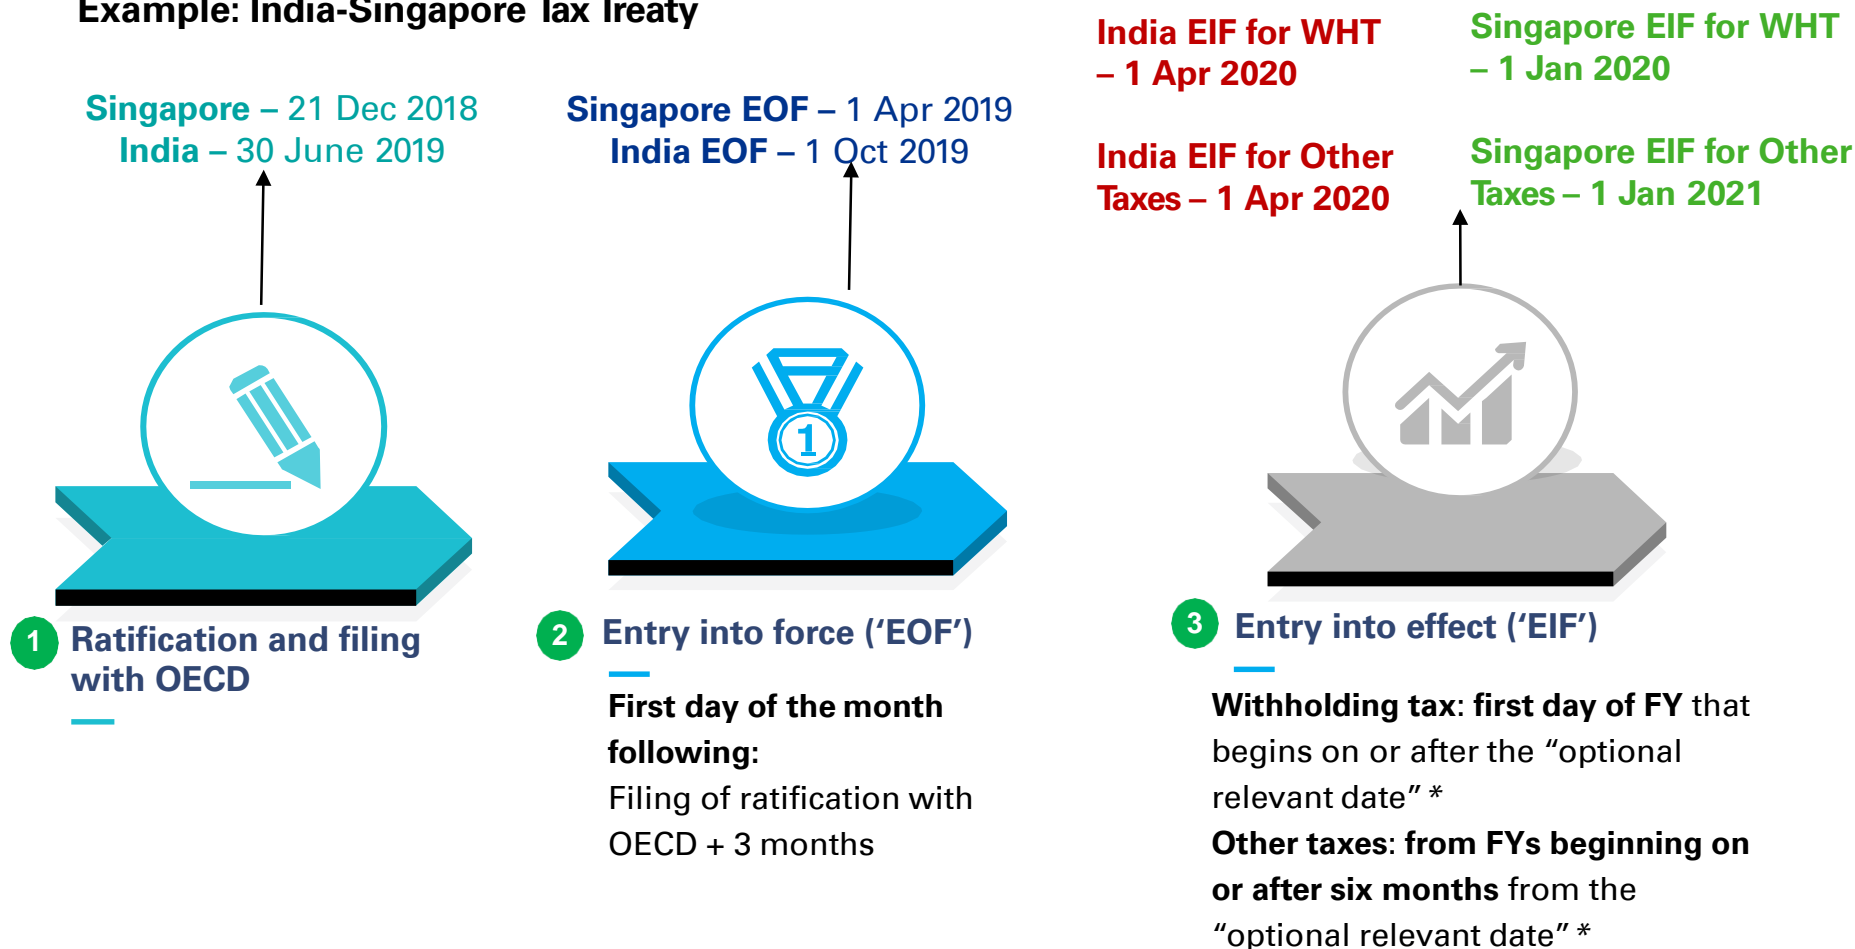 Example: India-Singapore Tax Treaty
Singapore – 21 Dec 2018
India – 30 June 2019
Singapore EOF – 1 Apr 2019
India EOF – 1 Oct 2019
India EIF for WHT
– 1 Apr 2020
India EIF for Other
Taxes – 1 Apr 2020
Singapore EIF for WHT
– 1 Jan 2020
Singapore EIF for Other
Taxes – 1 Jan 2021
1
1 Ratification and filing
with OECD
2 Entry into force (‘EOF’)
First day of the month
following:
Filing of ratification with
OECD + 3 months
3 Entry into effect (‘EIF’)
Withholding tax: first day of FY that
begins on or after the “optional
relevant date” *
Other taxes: from FYs beginning on
or after six months from the
“optional relevant date” *